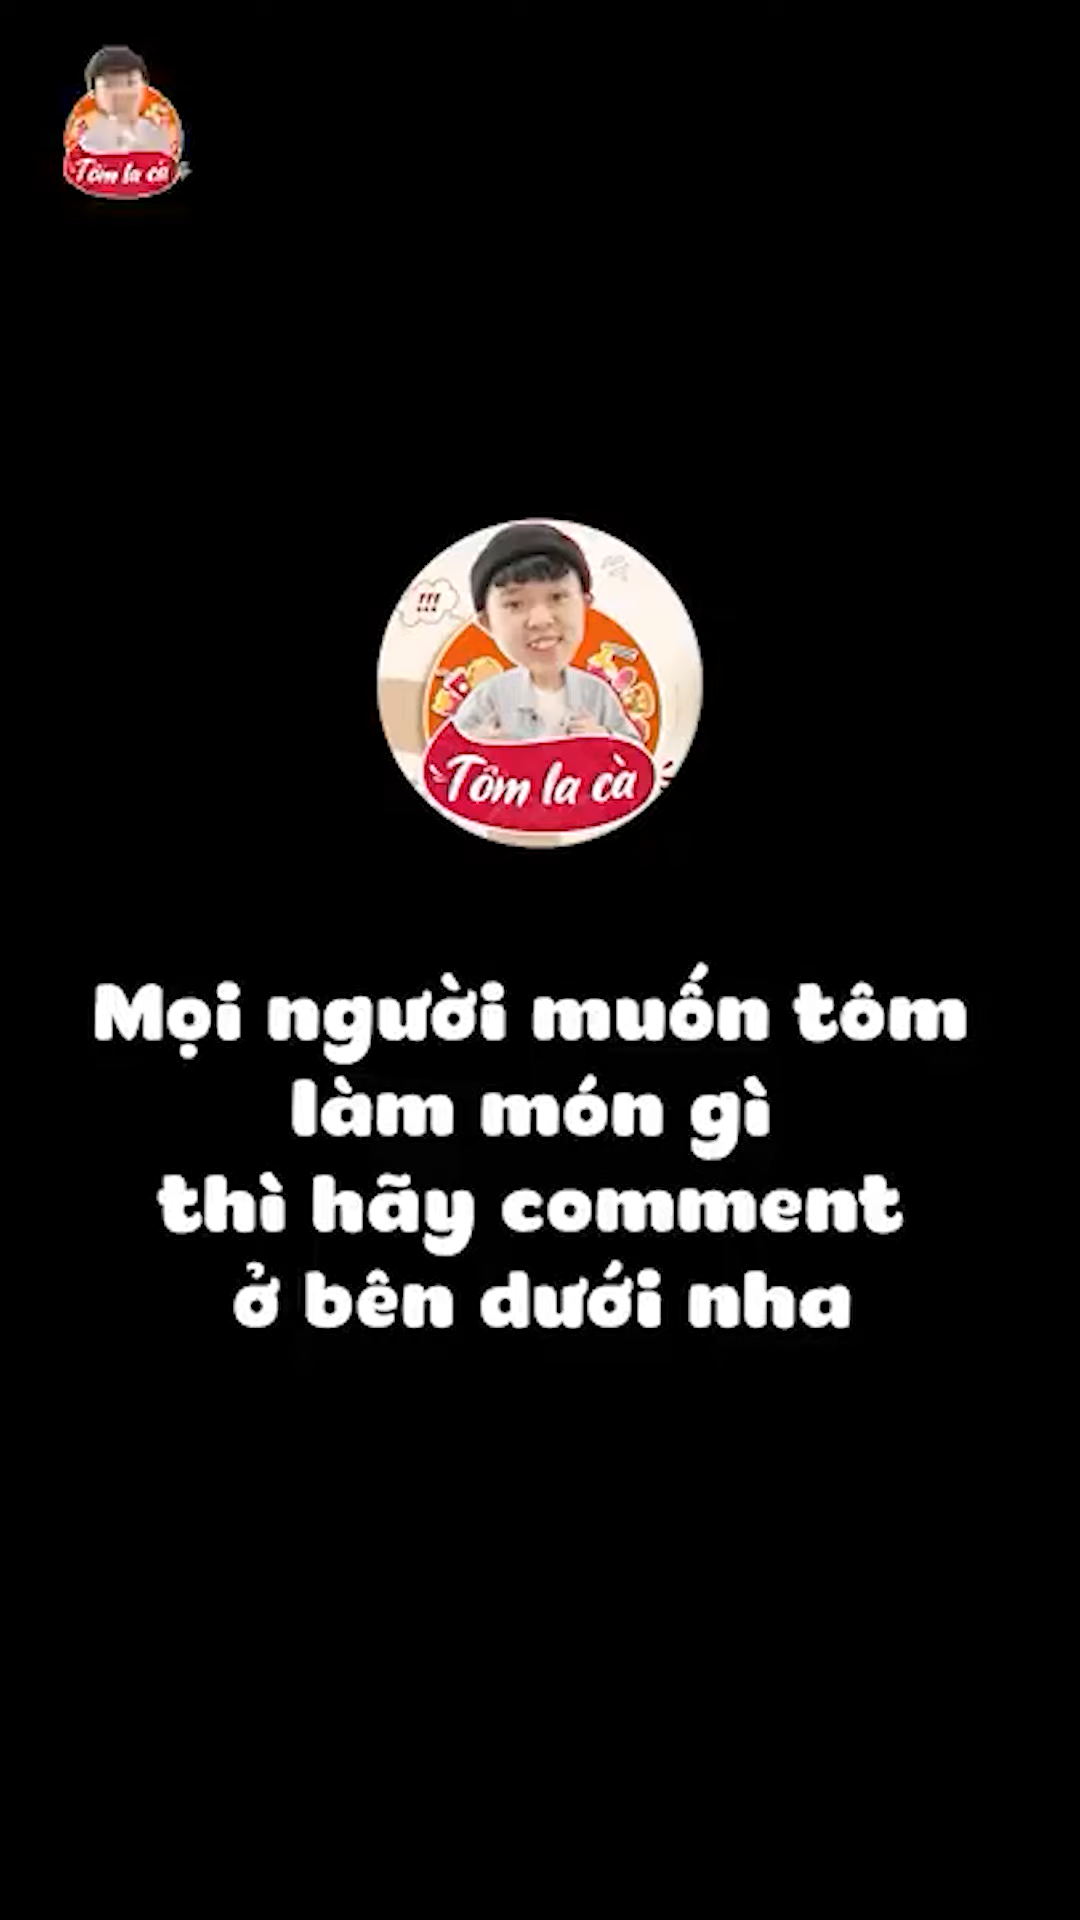 Tôm la cà
!!!
Tôm la cà
Mọi người muốn tôm
làm món gì
thì hãy comment
ở bên dưới nha